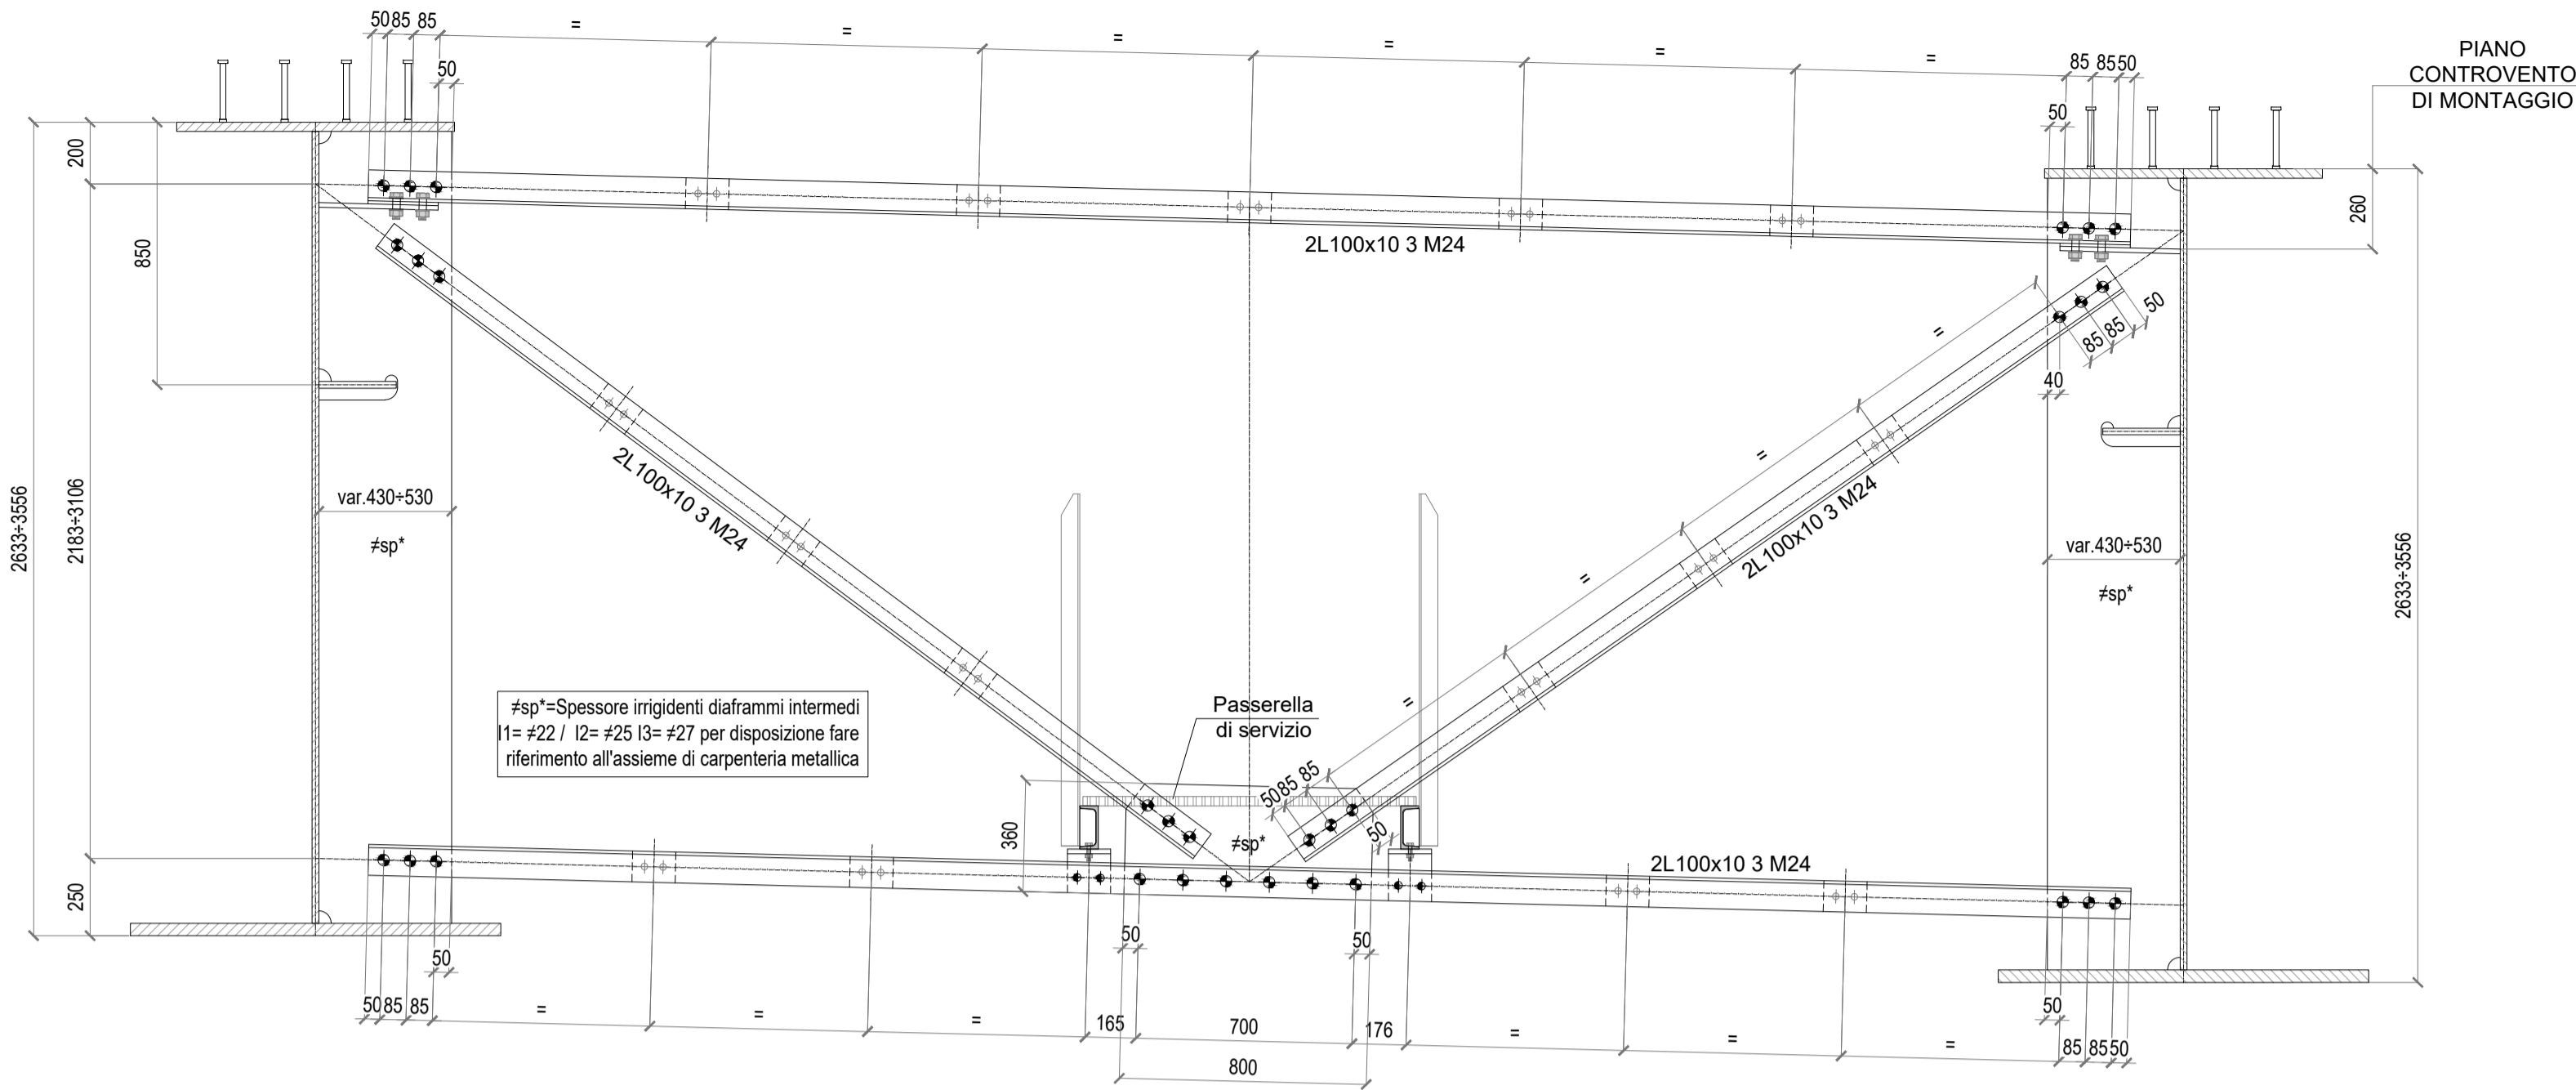 50 85 85 = = = = = = 85 85 50
50
50
PIANO
CONTROVENTO
DI MONTAGGIO
200
850
2633÷3556
2183÷3106
250
260
2633÷3556
2L100x10 3 M24
50
85
85
40
=
=
=
=
var.430÷530
≠sp*
2L100x10 3 M24
2L100x10 3 M24
var.430÷530
≠sp*
≠sp*=Spessore irrigidenti diaframmi intermedi
I1= ≠22 / I2= ≠25 I3= ≠27 per disposizione fare
riferimento all'assieme di carpenteria metallica
Passerella
di servizio
50 85 85
50
360
≠sp*
2L100x10 3 M24
50
50
50
50
50 85 85 = = = 165 700 176 = = = 85 85 50
800